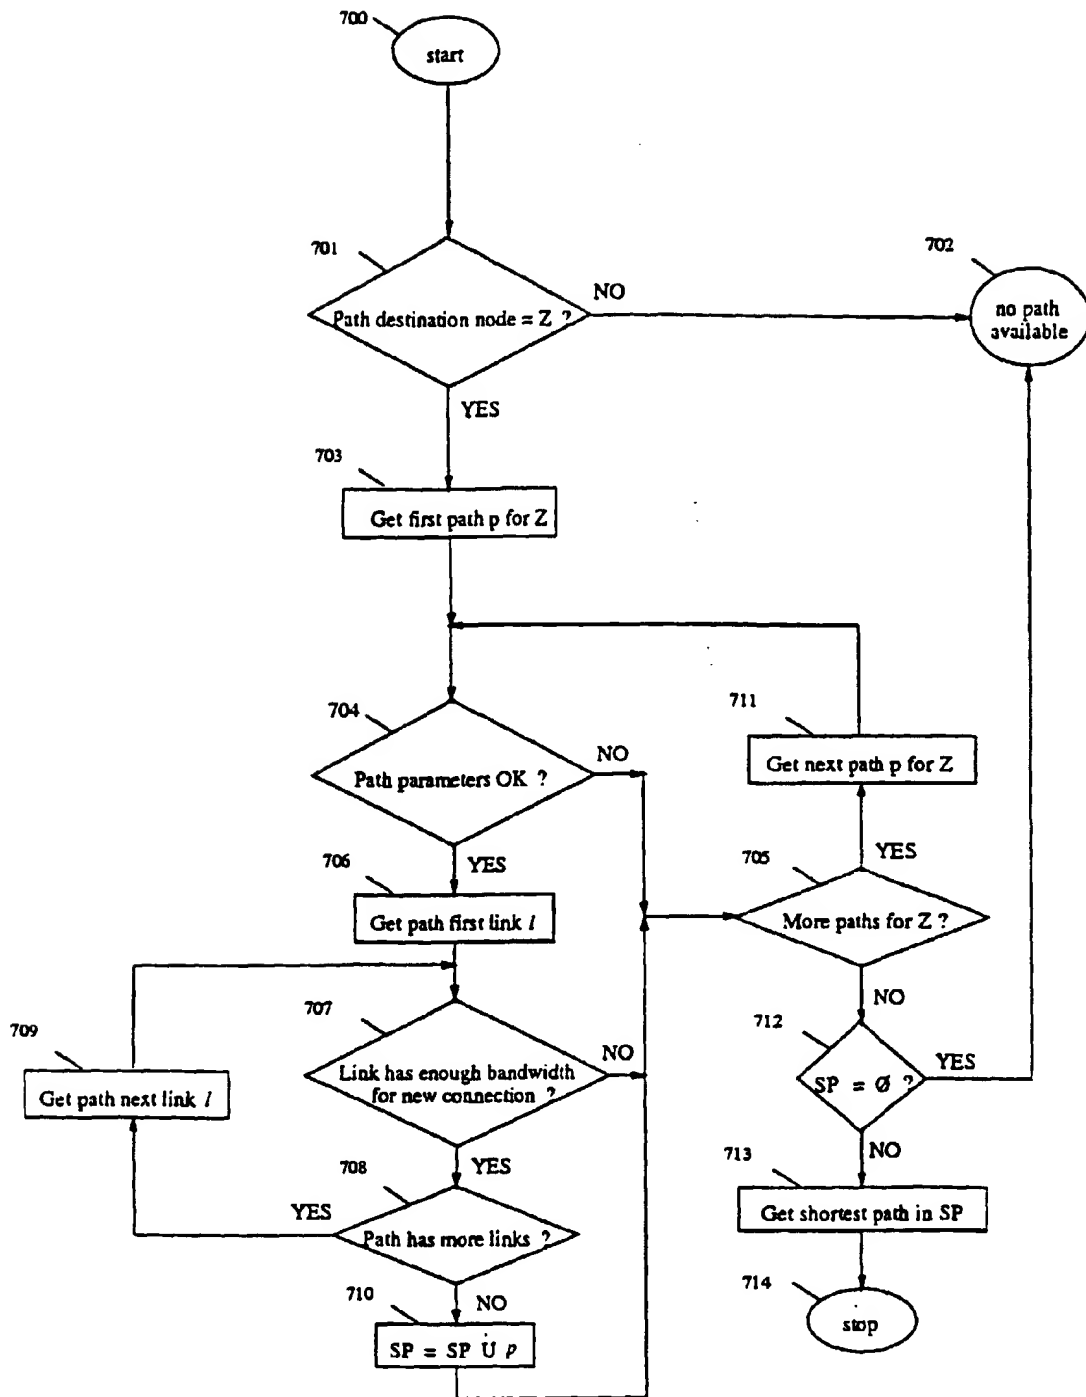 700
start
701
Path destination node = Z ?
NO
702
no path
available
YES
703
Get first path p for Z
704
Path parameters OK ?
NO
711
Get next path p for Z
YES
706
Get path first link l
705
YES
More paths for Z ?
NO
707
Link has enough bandwidth
for new connection ?
NO
709
Get path next link l
712
SP = Ø ?
YES
NO
YES
708
YES
Path has more links ?
713
Get shortest path in SP
NO
710
SP = SP U p
714
stop